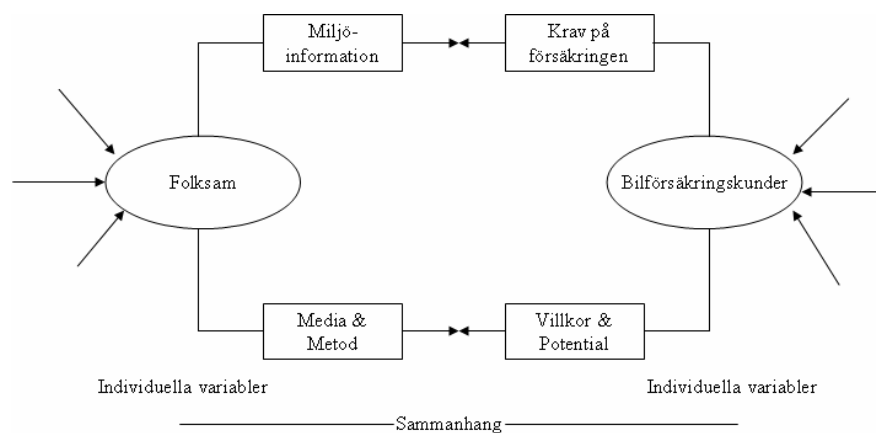 Miljö-
information
Krav på
försäkringen
Folksam
Bilförsäkringskunder
Media &
Metod
Villkor &
Potential
Individuella variabler
Individuella variabler
Sammanhang